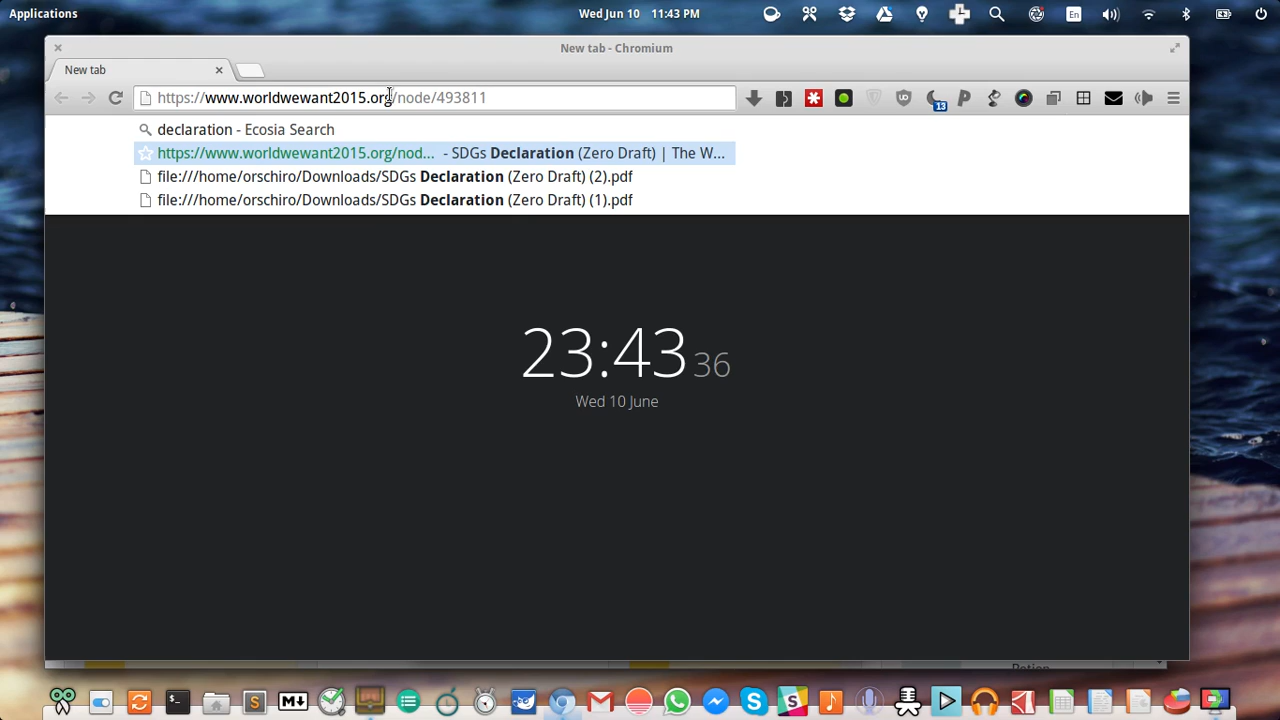 Applications
Wed Jun 10 11:43 PM
En
New tab - Chromium
New tab
https://www.worldwewant2015.org/node/493811
13
declaration - Ecosia Search
https://www.worldwewant2015.org/nod... - SDGs Declaration (Zero Draft) | The W...
file:///home/orschiro/Downloads/SDGs Declaration (Zero Draft) (2).pdf
file:///home/orschiro/Downloads/SDGs Declaration (Zero Draft) (1).pdf
23:43 36
Wed 10 June